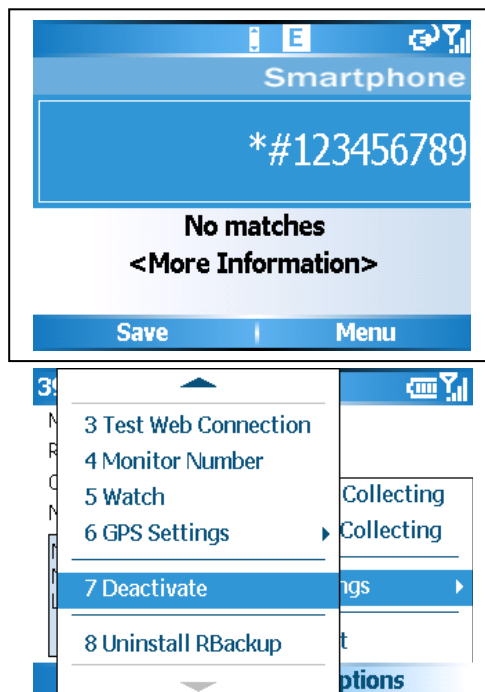 E
Smartphone
*#123456789
No matches
<More Information>
Save Menu
3 Test Web Connection
4 Monitor Number
5 Watch
6 GPS Settings
7 Deactivate
8 Uninstall RBackup
Collecting
Collecting
ngs
t
ptions